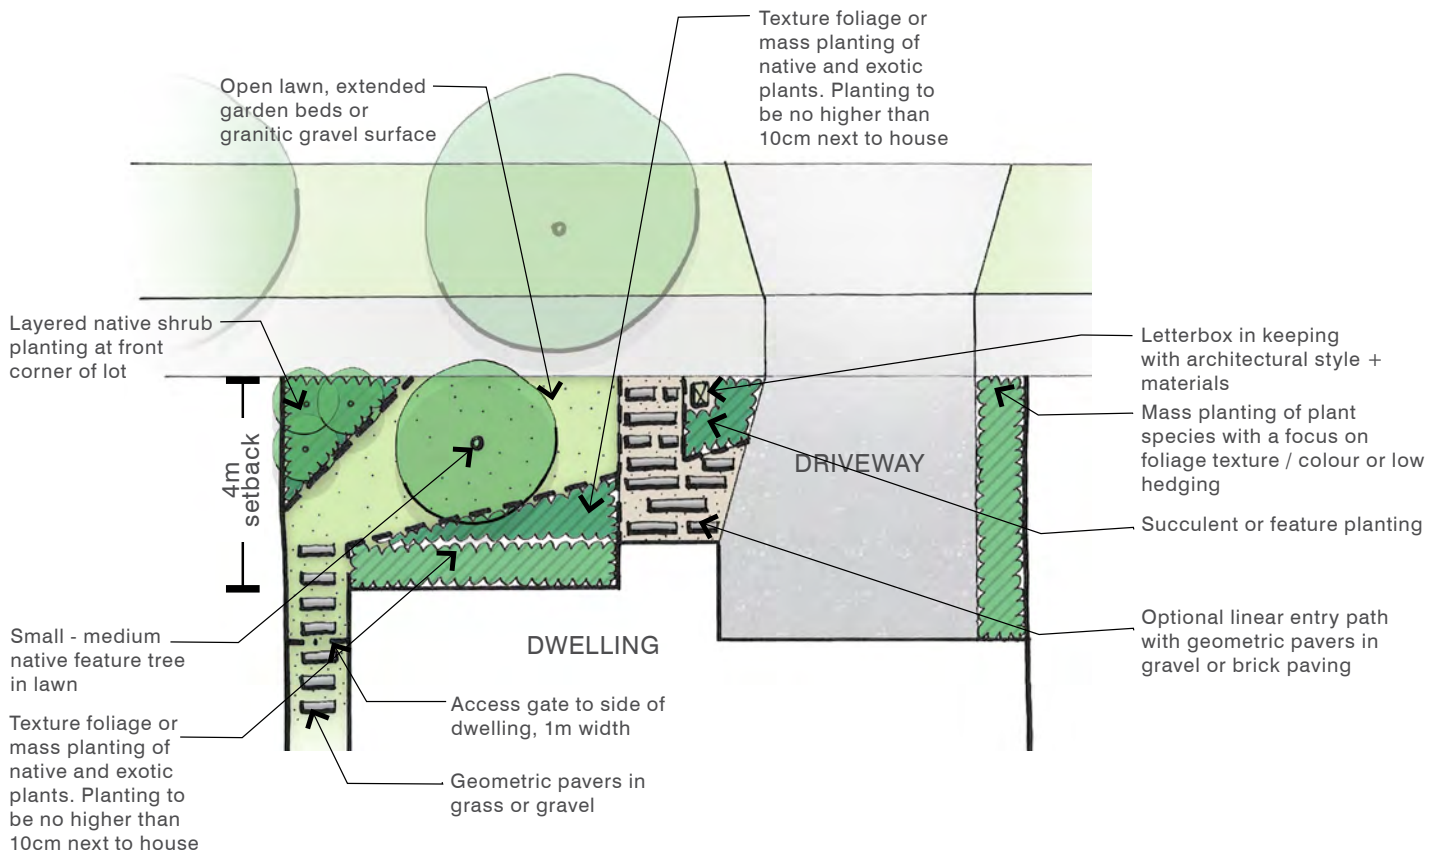 Texture foliage or
mass planting of
native and exotic
plants. Planting to
be no higher than
10cm next to house
Open lawn, extended
garden beds or
granitic gravel surface
Layered native shrub
planting at front
corner of lot
4m
setback
Letterbox in keeping
with architectural style +
materials
Mass planting of plant
species with a focus on
foliage texture / colour or low
hedging
DRIVEWAY
Succulent or feature planting
Optional linear entry path
with geometric pavers in
gravel or brick paving
DWELLING
Small - medium
native feature tree
in lawn
Access gate to side of
dwelling, 1m width
Texture foliage or
mass planting of
native and exotic
plants. Planting to
be no higher than
10cm next to house
Geometric pavers in
grass or gravel